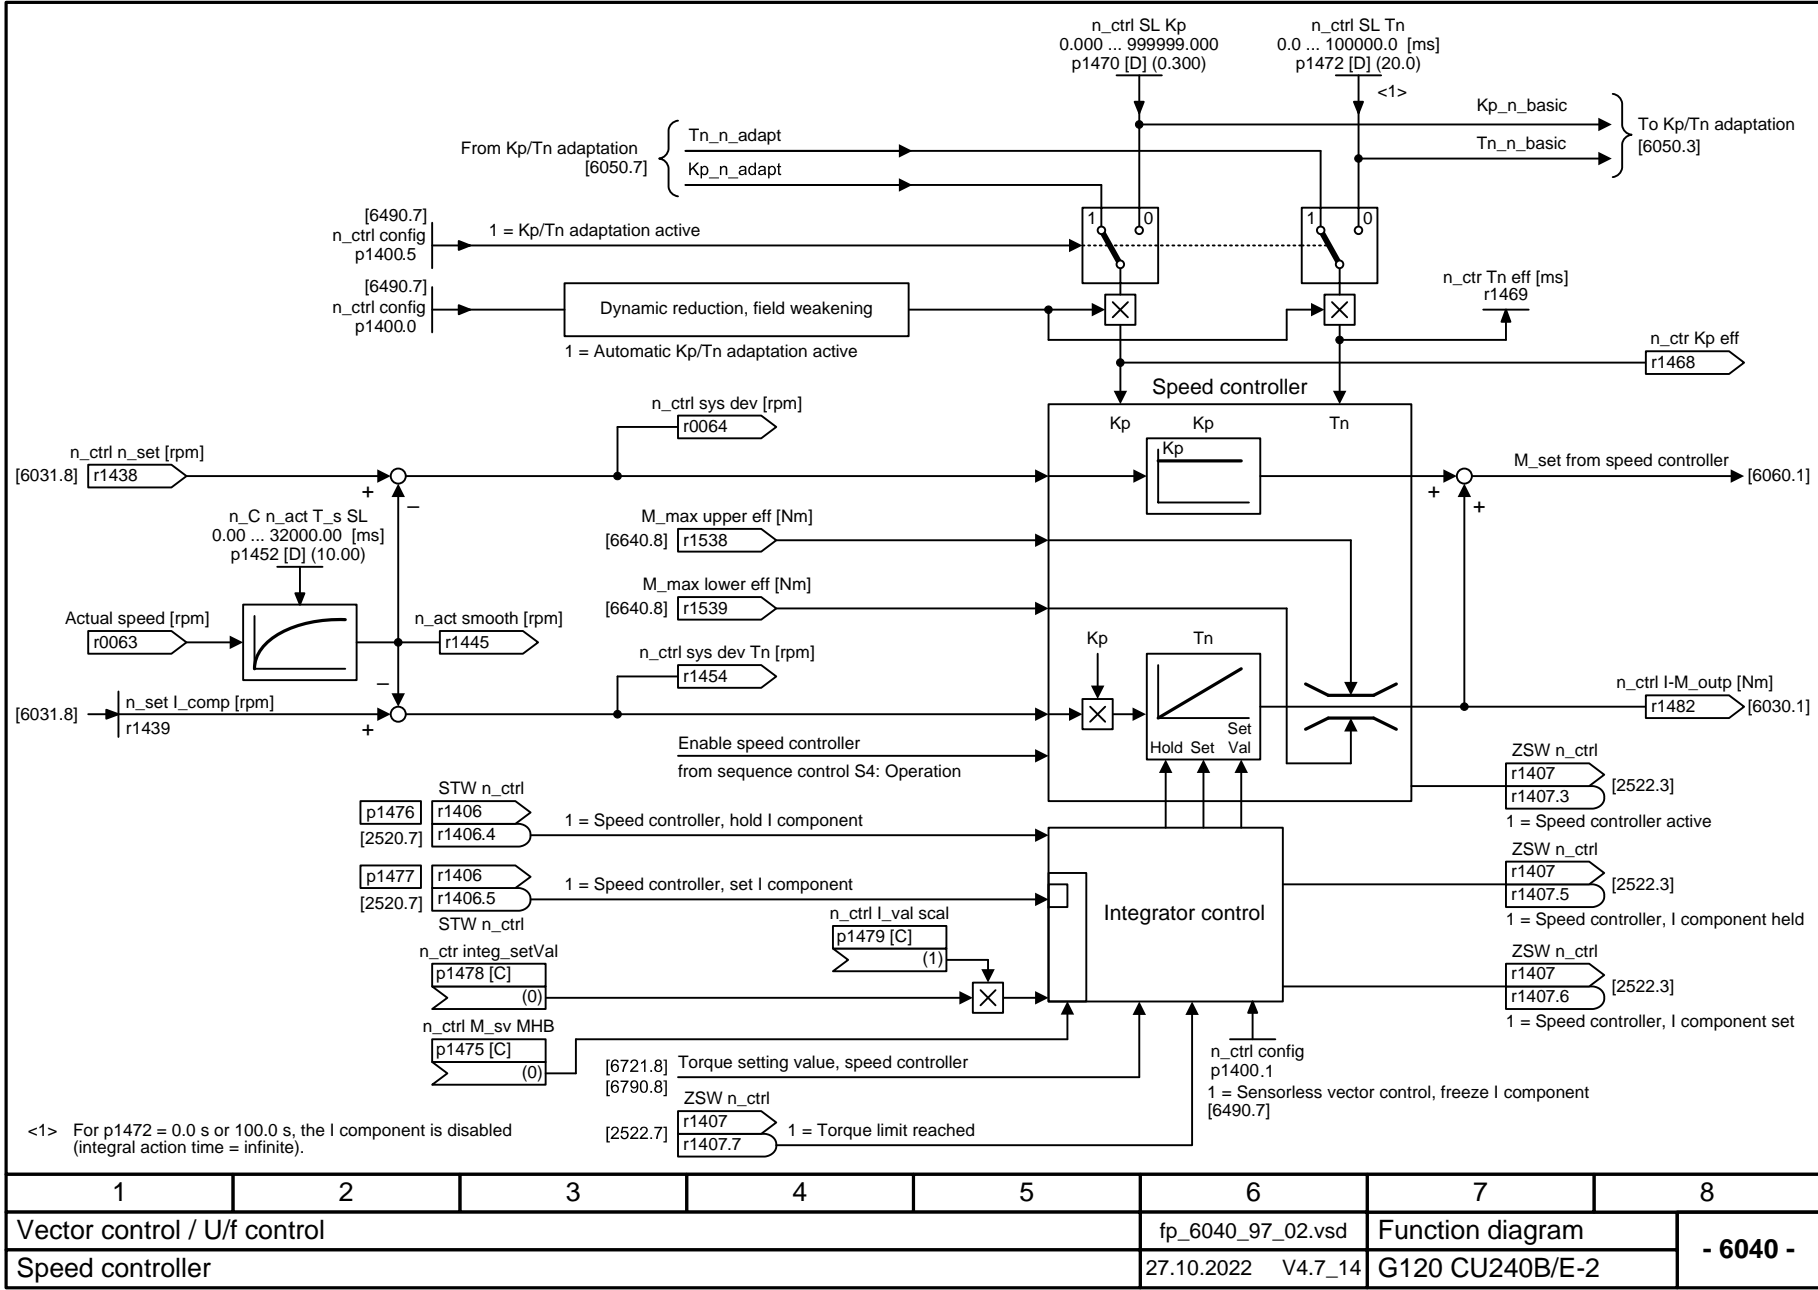 n_ctrl SL Kp
0.000 ... 999999.000
p1470 [D] (0.300)
n_ctrl SL Tn
0.0 ... 100000.0 [ms]
p1472 [D] (20.0)
<1>
Kp_n_basic
Tn_n_basic
To Kp/Tn adaptation
[6050.3]
From Kp/Tn adaptation
[6050.7]
Tn_n_adapt
Kp_n_adapt
[6490.7]
n_ctrl config
p1400.5
1 = Kp/Tn adaptation active
1 0
1 0
[6490.7]
n_ctrl config
p1400.0
Dynamic reduction, field weakening
1 = Automatic Kp/Tn adaptation active
n_ctr Tn eff [ms]
r1469
n_ctr Kp eff
r1468
Speed controller
Kp
Kp
Tn
Kp
n_ctrl sys dev [rpm]
r0064
n_ctrl n_set [rpm]
[6031.8] r1438
+
–
M_set from speed controller
[6060.1]
+
+
n_C n_act T_s SL
0.00 ... 32000.00 [ms]
p1452 [D] (10.00)
M_max upper eff [Nm]
[6640.8] r1538
M_max lower eff [Nm]
[6640.8] r1539
Actual speed [rpm]
r0063
n_act smooth [rpm]
r1445
n_ctrl sys dev Tn [rpm]
r1454
Kp
Tn
–
[6031.8]
n_set I_comp [rpm]
r1439
+
Hold Set
Set
Val
n_ctrl I-M_outp [Nm]
r1482 [6030.1]
Enable speed controller
from sequence control S4: Operation
ZSW n_ctrl
r1407
r1407.3
[2522.3]
1 = Speed controller active
STW n_ctrl
p1476 r1406
[2520.7] r1406.4
1 = Speed controller, hold I component
p1477 r1406
[2520.7] r1406.5
STW n_ctrl
1 = Speed controller, set I component
Integrator control
ZSW n_ctrl
r1407
r1407.5
[2522.3]
1 = Speed controller, I component held
n_ctrl I_val scal
p1479 [C]
(1)
n_ctr integ_setVal
p1478 [C]
(0)
ZSW n_ctrl
r1407
r1407.6
[2522.3]
1 = Speed controller, I component set
n_ctrl M_sv MHB
p1475 [C]
(0)
[6721.8]
[6790.8]
Torque setting value, speed controller
n_ctrl config
p1400.1
1 = Sensorless vector control, freeze I component
[6490.7]
ZSW n_ctrl
r1407
[2522.7]
r1407.7
1 = Torque limit reached
<1> For p1472 = 0.0 s or 100.0 s, the I component is disabled
(integral action time = infinite).
1 2 3 4 5 6 7 8
Vector control / U/f control
fp_6040_97_02.vsd
Function diagram
- 6040 -
Speed controller
27.10.2022 V4.7_14
G120 CU240B/E-2